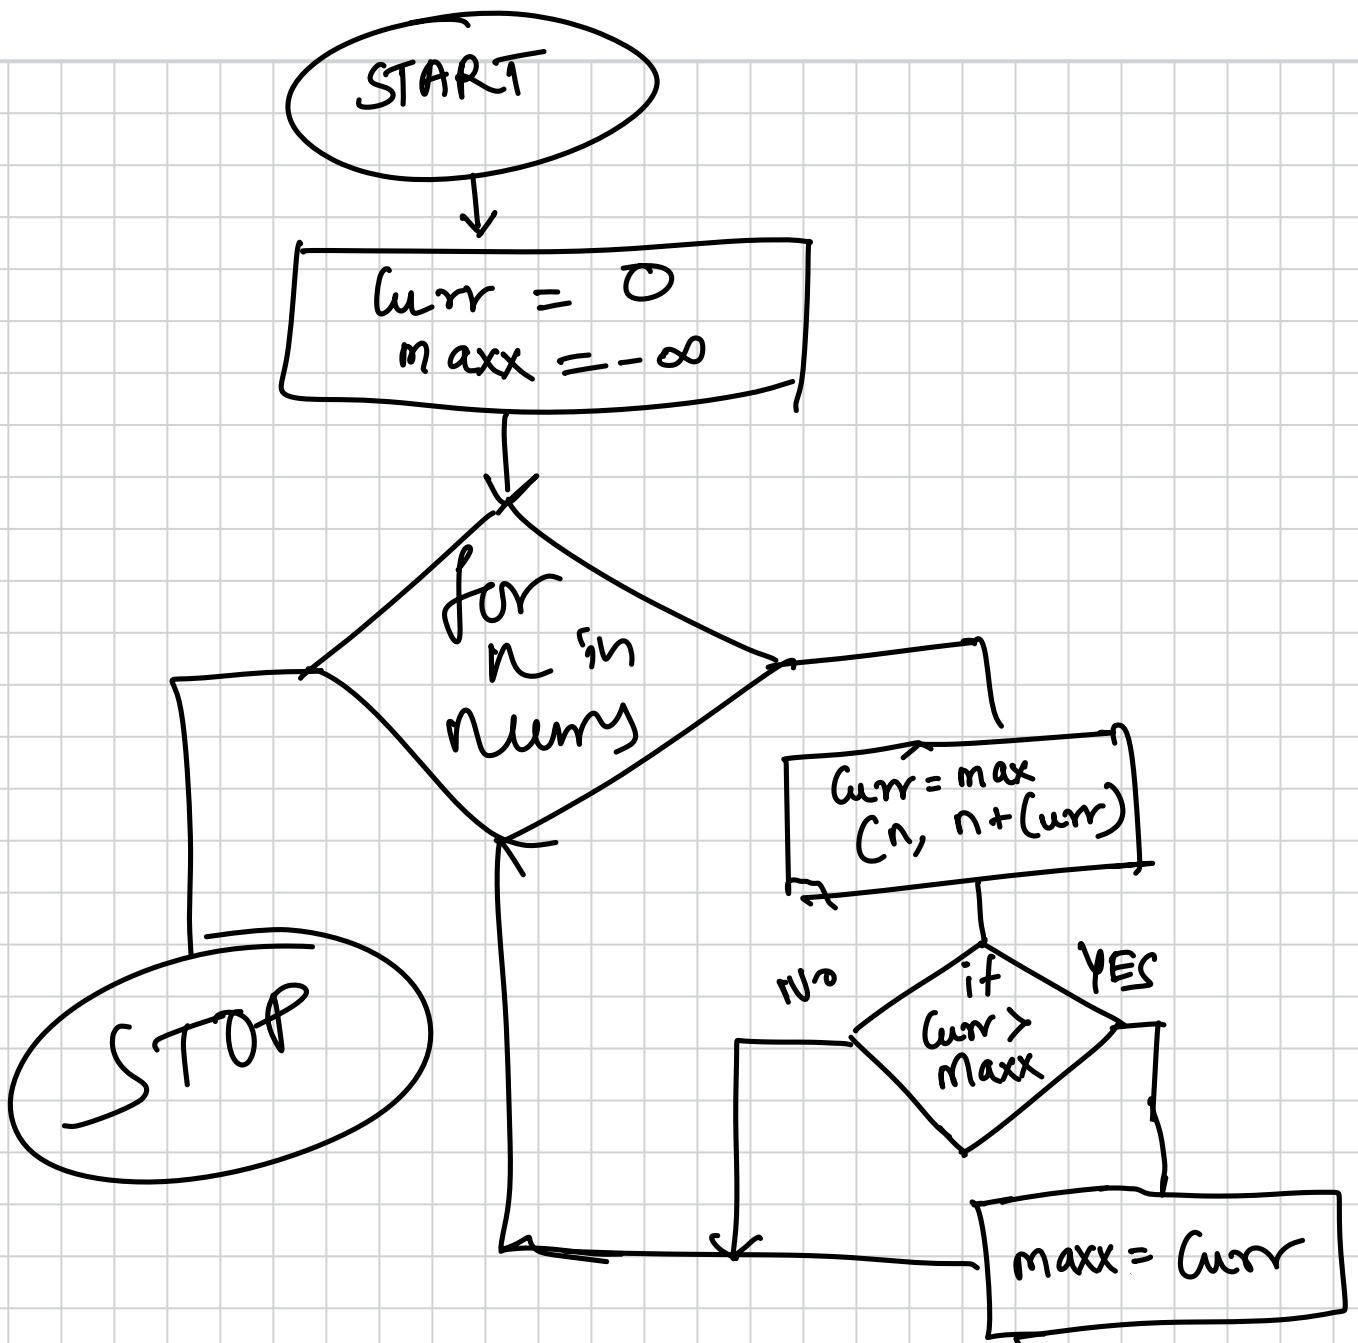 START
Curr = 0
maxx = -∞
for
n in
nums
Curr = max
(n, n+Curr)
NO
YES
if
Curr >
Maxx
STOP
maxx = Curr